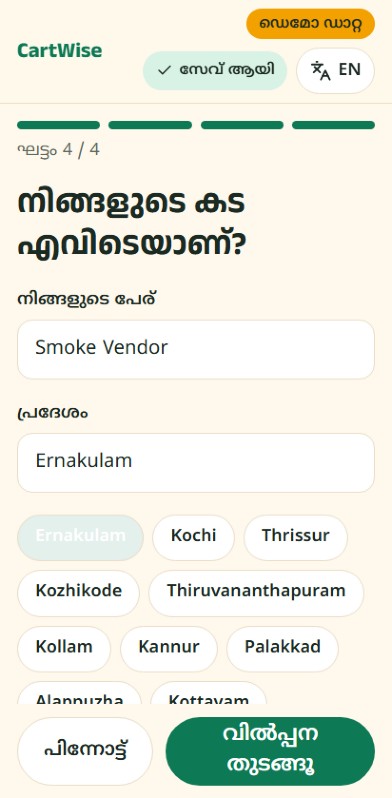 ഡെമോ ഡാറ്റ
CartWise
സേവ് ആയി
EN
ഘട്ടം 4 / 4
നിങ്ങളുടെ കട
എവിടെയാണ്?
നിങ്ങളുടെ പേര്
Smoke Vendor
പ്രദേശം
Ernakulam
Ernakulam Kochi Thrissur
Kozhikode Thiruvananthapuram
Kollam Kannur Palakkad
Alappuzha Kottayam
പിന്നോട്ട്
വിൽപ്പന
തുടങ്ങൂ